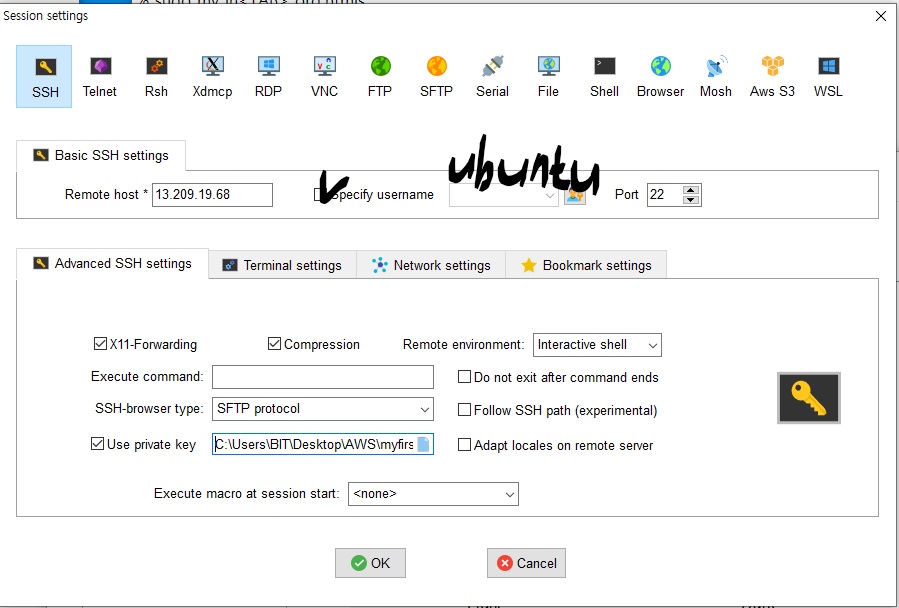 Session settings
SSH Telnet Rsh Xdmcp RDP VNC FTP SFTP Serial File Shell Browser Mosh Aws S3 WSL
Basic SSH settings
ubuntu
Remote host * 13.209.19.68 Specify username Port 22
Advanced SSH settings Terminal settings Network settings Bookmark settings
X11-Forwarding Compression Remote environment: Interactive shell
Execute command: Do not exit after command ends
SSH-browser type: SFTP protocol Follow SSH path (experimental)
Use private key C:\Users\BIT\Desktop\AWS\myfirs Adapt locales on remote server
Execute macro at session start: <none>
OK Cancel